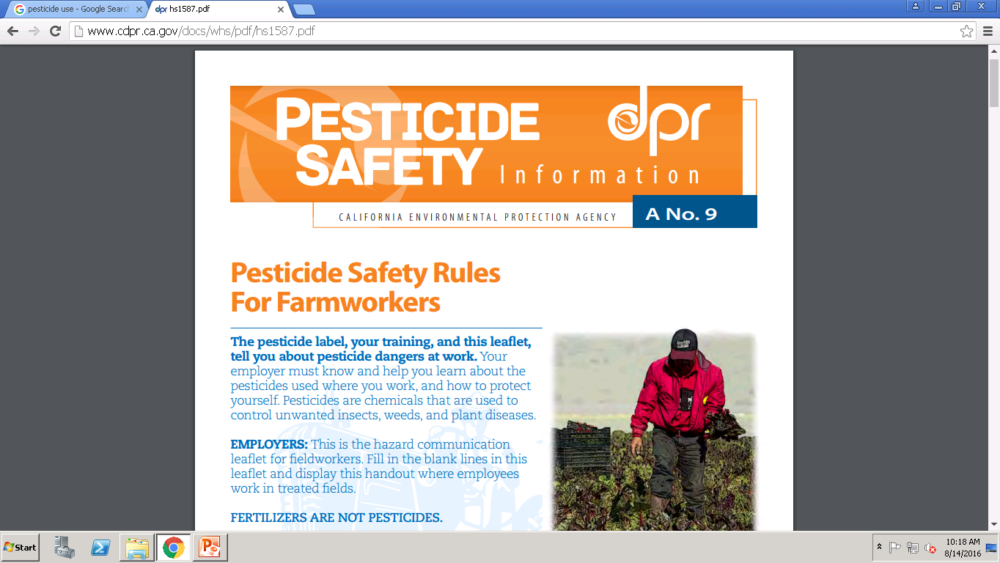 pesticide use - Google Search
dpr hs1587.pdf
www.cdpr.ca.gov/docs/whs/pdf/hs1587.pdf
PESTICIDE
SAFETY Information
dpr
CALIFORNIA ENVIRONMENTAL PROTECTION AGENCY
A No. 9
Pesticide Safety Rules
For Farmworkers
The pesticide label, your training, and this leaflet,
tell you about pesticide dangers at work. Your
employer must know and help you learn about the
pesticides used where you work, and how to protect
yourself. Pesticides are chemicals that are used to
control unwanted insects, weeds, and plant diseases.
EMPLOYERS: This is the hazard communication
leaflet for fieldworkers. Fill in the blank lines in this
leaflet and display this handout where employees
work in treated fields.
FERTILIZERS ARE NOT PESTICIDES.
Start
10:18 AM
8/14/2016